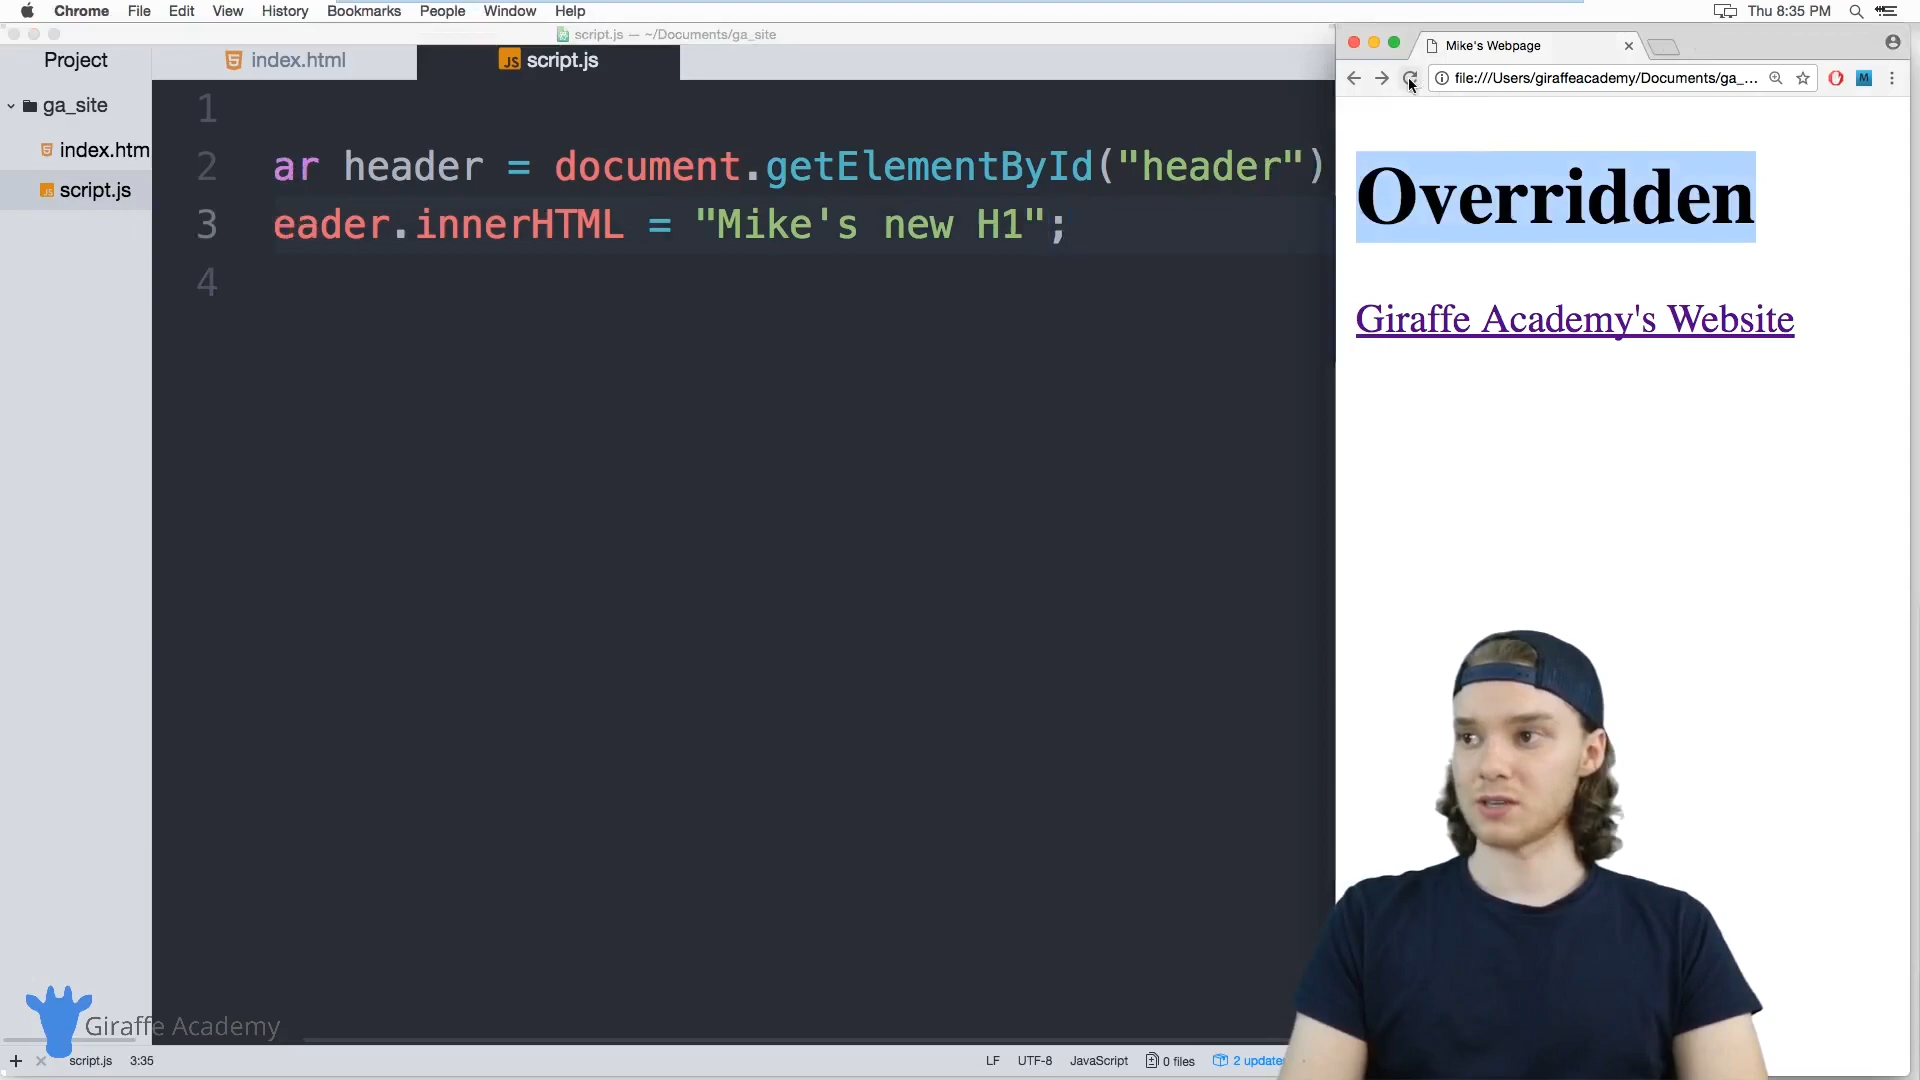 Chrome File Edit View History Bookmarks People Window Help Thu 8:35 PM
script.js — ~/Documents/ga_site
Project
index.html
script.js
Mike's Webpage
file:///Users/giraffeacademy/Documents/ga_...
M
ga_site
index.htm
script.js
1
2 ar header = document.getElementById("header")
3 eader.innerHTML = "Mike's new H1";
4
Overridden
Giraffe Academy's Website
Giraffe Academy
script.js 3:35
LF UTF-8 JavaScript 0 files 2 update